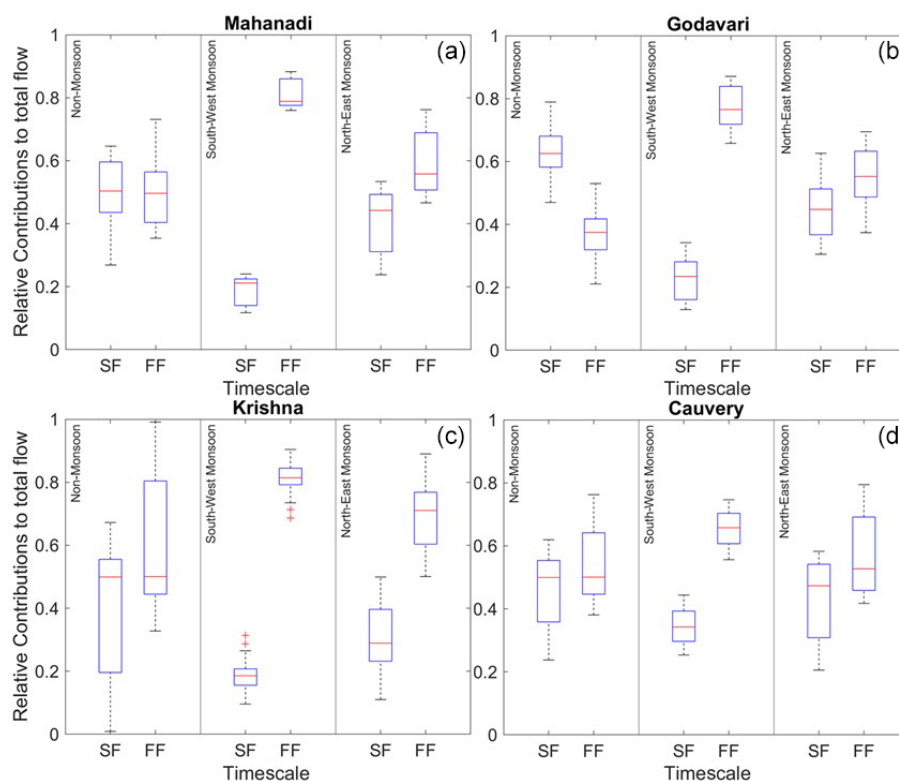 Mahanadi
(a)
Relative Contributions to total flow
1
0.8
0.6
0.4
0.2
0
Non-Monsoon
South-West Monsoon
North-East Monsoon
SF FF SF FF SF FF
Timescale
Godavari
(b)
1
0.8
0.6
0.4
0.2
0
Non-Monsoon
South-West Monsoon
North-East Monsoon
SF FF SF FF SF FF
Timescale
Krishna
(c)
Relative Contributions to total flow
1
0.8
0.6
0.4
0.2
0
Non-Monsoon
South-West Monsoon
North-East Monsoon
SF FF SF FF SF FF
Timescale
Cauvery
(d)
1
0.8
0.6
0.4
0.2
0
Non-Monsoon
South-West Monsoon
North-East Monsoon
SF FF SF FF SF FF
Timescale